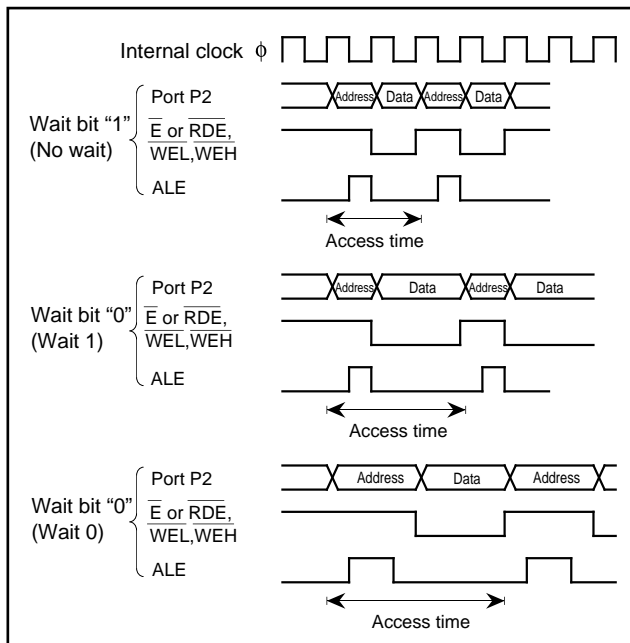 Internal clock ϕ
Port P2
Address Data Address Data
Wait bit “1”
(No wait)
E or RDE,
WEL,WEH
ALE
Access time
Port P2
Address Data Address Data
Wait bit “0”
(Wait 1)
E or RDE,
WEL,WEH
ALE
Access time
Port P2
Address Data Address
Wait bit “0”
(Wait 0)
E or RDE,
WEL,WEH
ALE
Access time